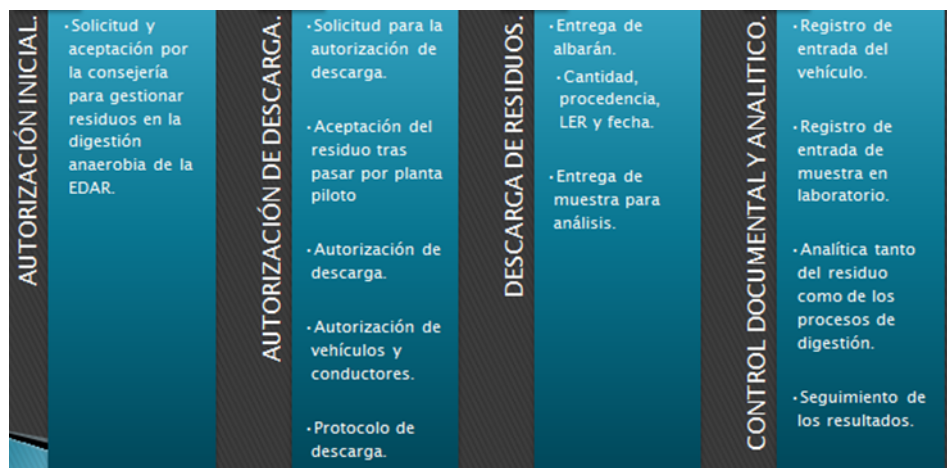 AUTORIZACIÓN INICIAL.
·Solicitud y
aceptación por
la consejería
para gestionar
residuos en la
digestión
anaerobia de la
EDAR.
AUTORIZACIÓN DE DESCARGA.
·Solicitud para la
autorización de
descarga.
·Aceptación del
residuo tras
pasar por planta
piloto
·Autorización de
descarga.
·Autorización de
vehículos y
conductores.
·Protocolo de
descarga.
DESCARGA DE RESIDUOS.
·Entrega de
albarán.
·Cantidad,
procedencia,
LER y fecha.
·Entrega de
muestra para
análisis.
CONTROL DOCUMENTAL Y ANALITICO.
·Registro de
entrada del
vehículo.
·Registro de
entrada de
muestra en
laboratorio.
·Analítica tanto
del residuo
como de los
procesos de
digestión.
·Seguimiento de
los resultados.